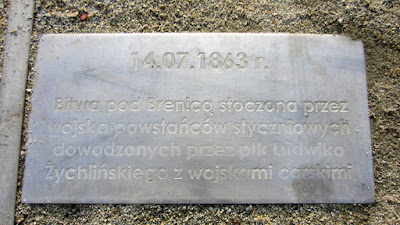 14.07.1863 r.
Bitwa pod Brenicą stoczona przez
wojska powstańców styczniowych
dowodzonych przez płk Ludwika
Żychlińskiego z wojskami carskimi